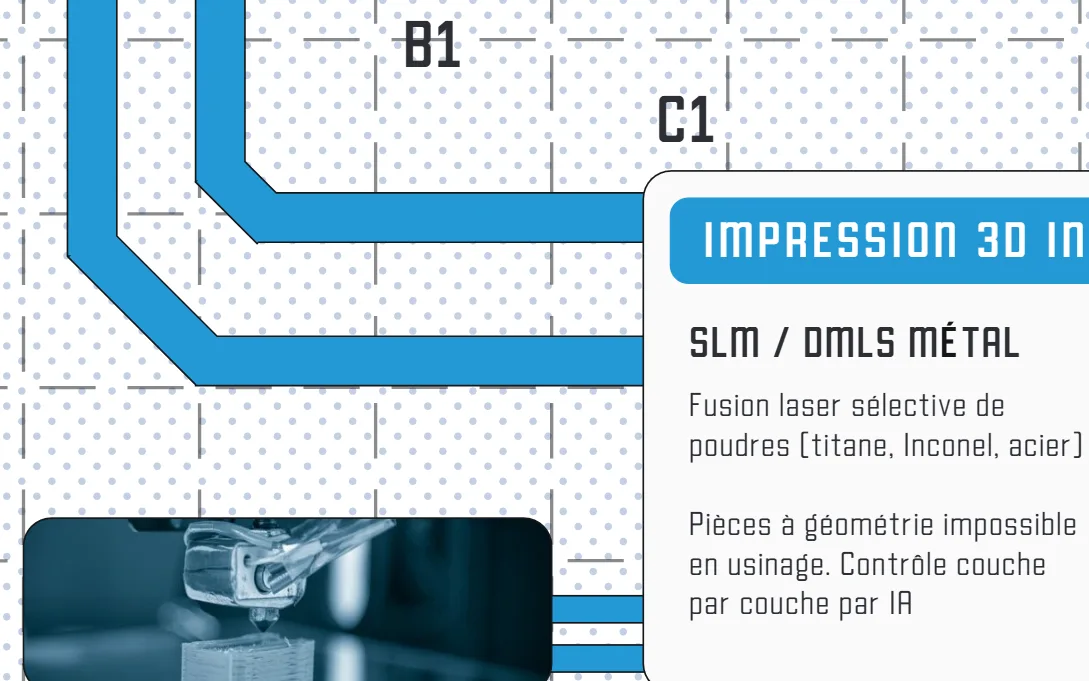 B1
C1
IMPRESSION 3D IN
SLM / DMLS MÉTAL
Fusion laser sélective de
poudres (titane, Inconel, acier)
Pièces à géométrie impossible
en usinage. Contrôle couche
par couche par IA